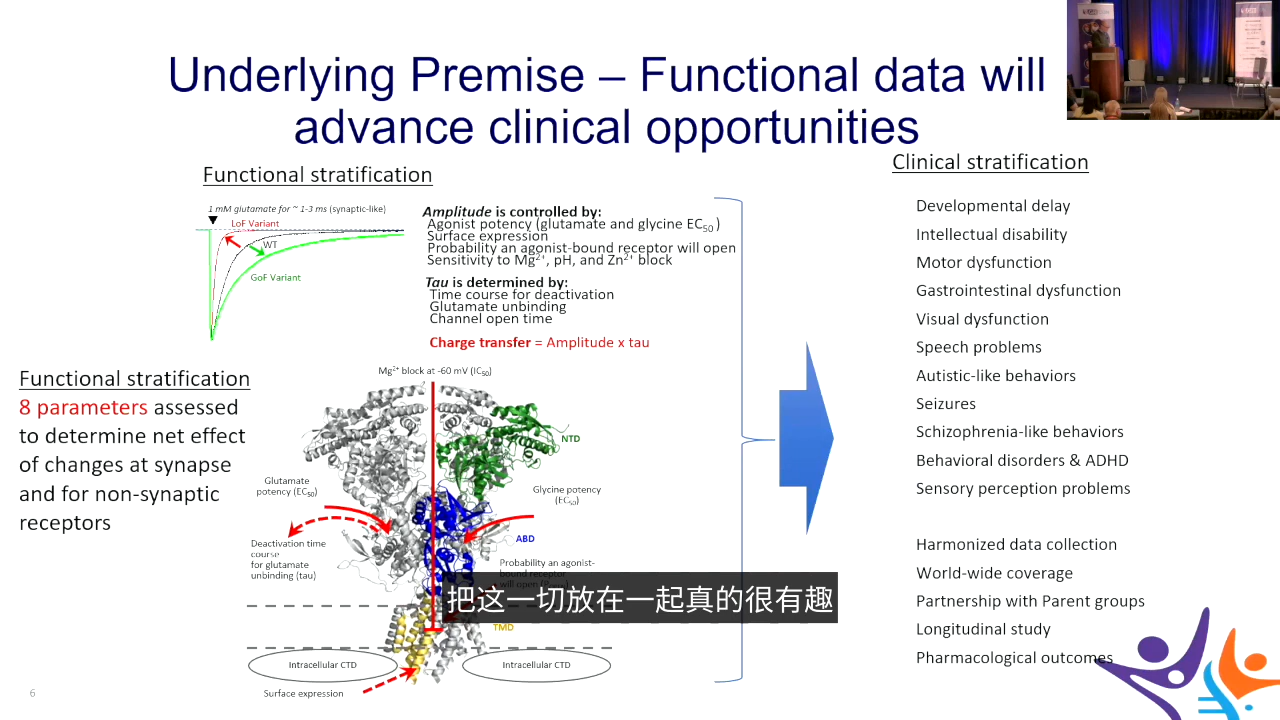 Underlying Premise – Functional data will
advance clinical opportunities
Functional stratification
1 mM glutamate for ~ 1-3 ms (synaptic-like)
LoF Variant
WT
GoF Variant
Amplitude is controlled by:
Agonist potency (glutamate and glycine EC50)
Surface expression
Probability an agonist-bound receptor will open
Sensitivity to Mg2+, pH, and Zn2+ block
Tau is determined by:
Time course for deactivation
Glutamate unbinding
Channel open time
Charge transfer = Amplitude x tau
Functional stratification
8 parameters assessed
to determine net effect
of changes at synapse
and for non-synaptic
receptors
Mg2+ block at -60 mV (IC50)
NTD
Glutamate
potency (EC50)
Glycine potency
(EC50)
Deactivation time
course
for glutamate
unbinding (tau)
ABD
Probability an agonist-
bound receptor
will open
把这一切放在一起真的很有趣
TMD
Intracellular CTD
Intracellular CTD
Surface expression
Clinical stratification
Developmental delay
Intellectual disability
Motor dysfunction
Gastrointestinal dysfunction
Visual dysfunction
Speech problems
Autistic-like behaviors
Seizures
Schizophrenia-like behaviors
Behavioral disorders & ADHD
Sensory perception problems
Harmonized data collection
World-wide coverage
Partnership with Parent groups
Longitudinal study
Pharmacological outcomes
6